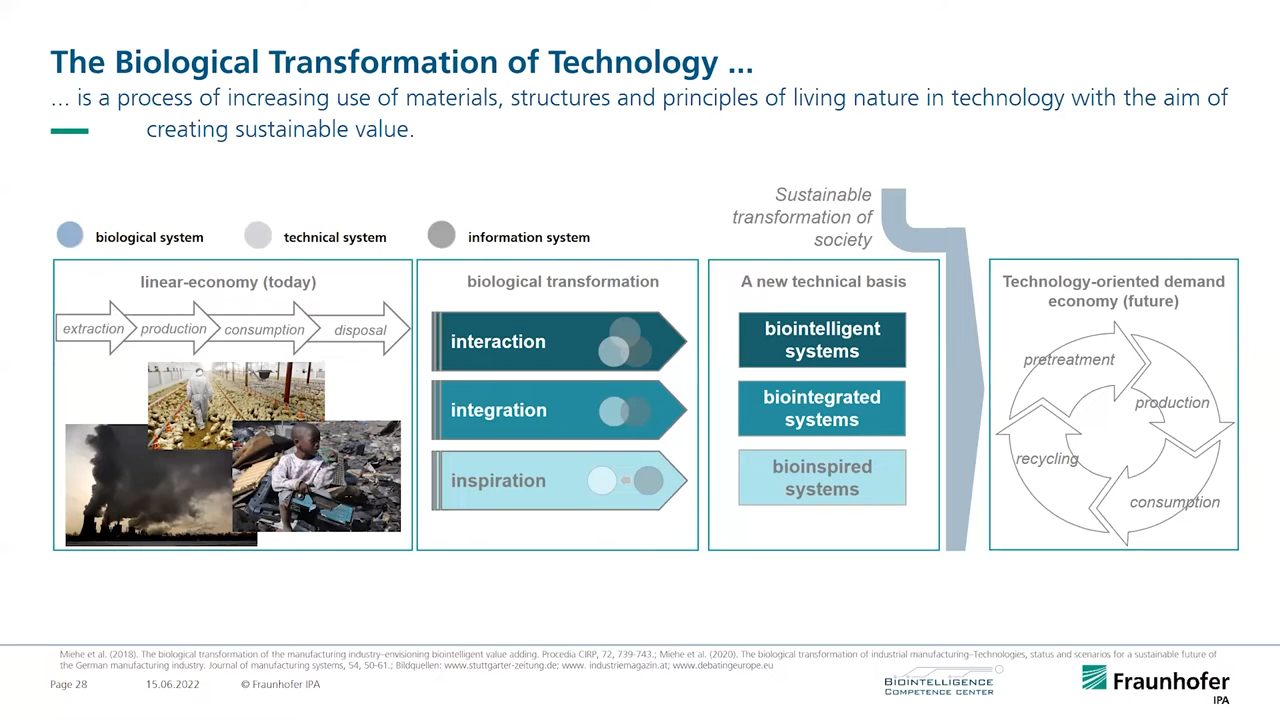 The Biological Transformation of Technology ...
... is a process of increasing use of materials, structures and principles of living nature in technology with the aim of
creating sustainable value.
Sustainable
transformation of
society
biological system
technical system
information system
linear-economy (today)
extraction
production
consumption
disposal
biological transformation
interaction
integration
inspiration
A new technical basis
biointelligent
systems
biointegrated
systems
bioinspired
systems
Technology-oriented demand
economy (future)
pretreatment
production
recycling
consumption
Miehe et al. (2018). The biological transformation of the manufacturing industry–envisioning biointelligent value adding. Procedia CIRP, 72, 739-743.; Miehe et al. (2020). The biological transformation of industrial manufacturing–Technologies, status and scenarios for a sustainable future of
the German manufacturing industry. Journal of manufacturing systems, 54, 50-61.; Bildquellen: www.stuttgarter-zeitung.de; www. industriemagazin.at; www.debatingeurope.eu
Page 28
15.06.2022
© Fraunhofer IPA
BIOINTELLIGENCE
COMPETENCE CENTER
Fraunhofer
IPA